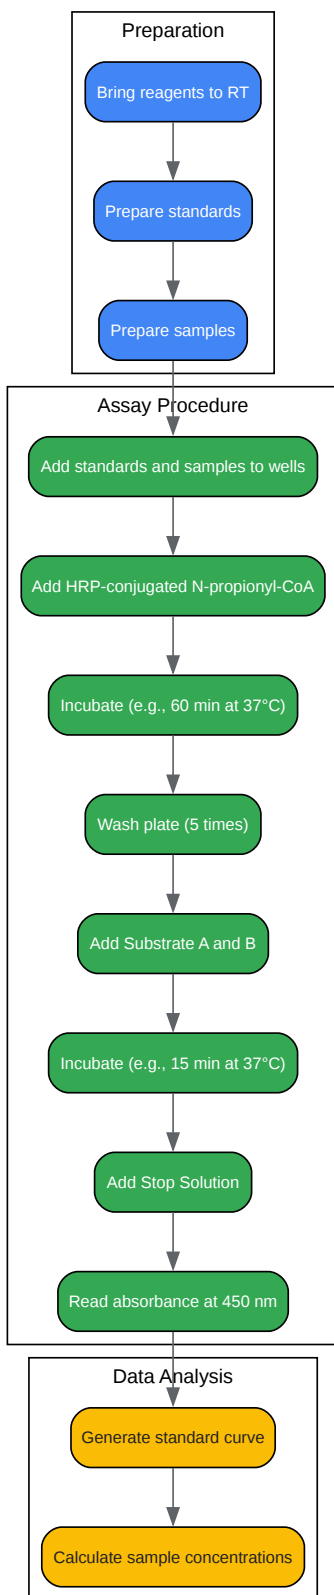 Preparation
Bring reagents to RT
Prepare standards
Prepare samples
Assay Procedure
Add standards and samples to wells
Add HRP-conjugated N-propionyl-CoA
Incubate (e.g., 60 min at 37°C)
Wash plate (5 times)
Add Substrate A and B
Incubate (e.g., 15 min at 37°C)
Add Stop Solution
Read absorbance at 450 nm
Data Analysis
Generate standard curve
Calculate sample concentrations